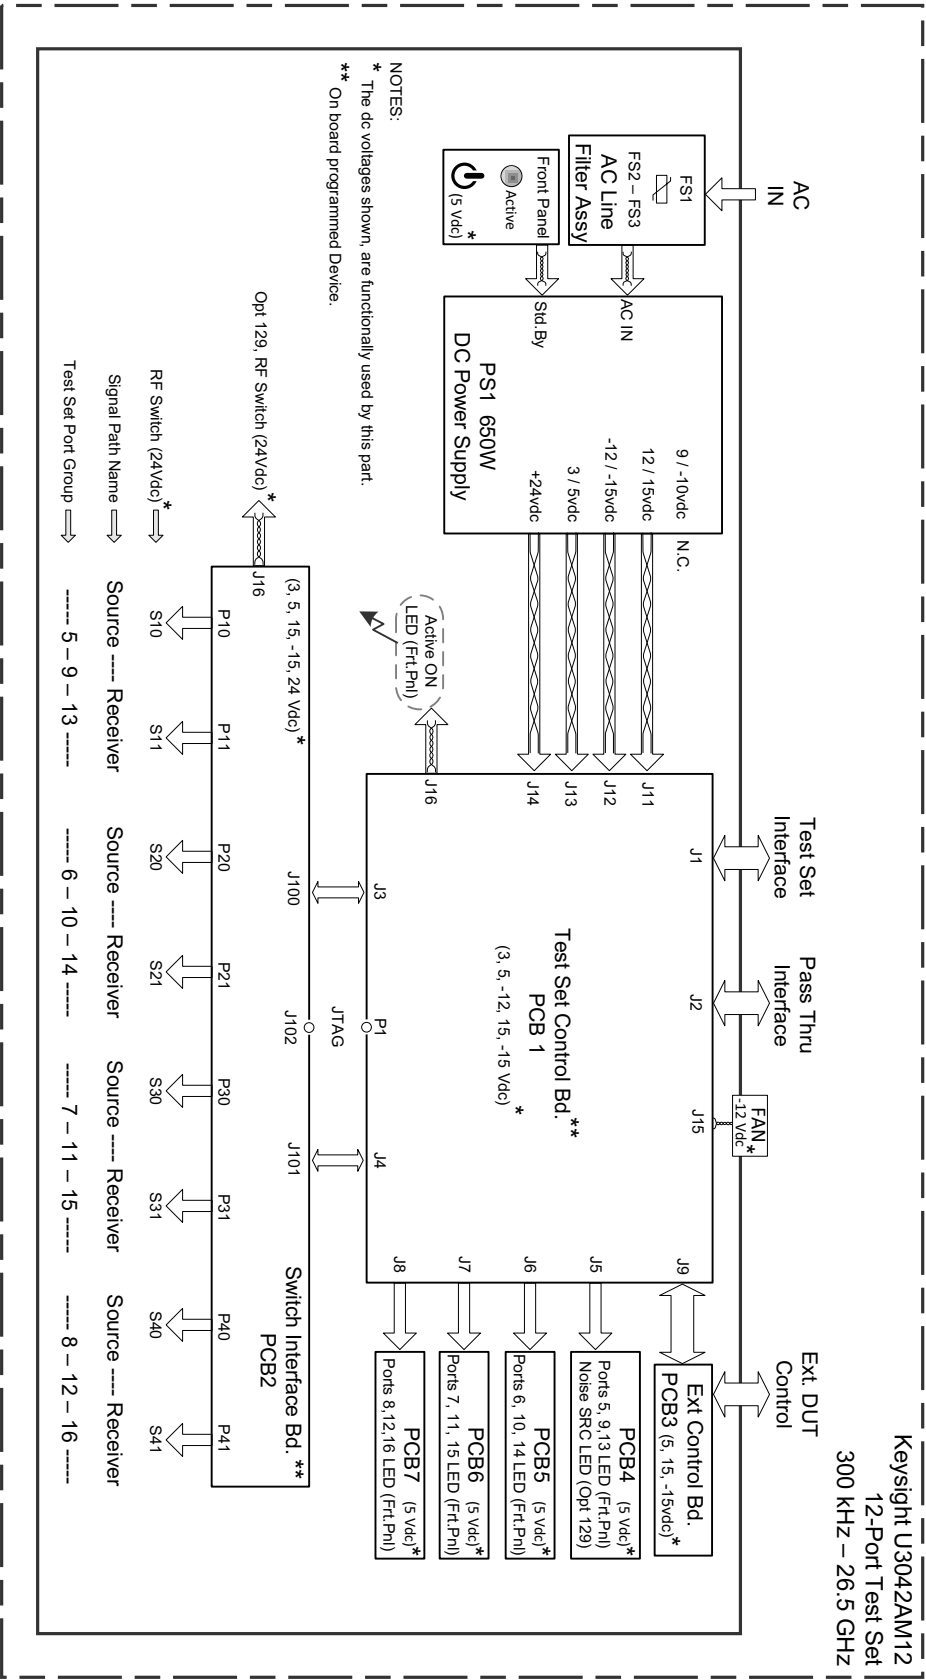 Keysight U3042AM12
12-Port Test Set
300 kHz – 26.5 GHz
AC
IN
Test Set
Interface
Pass Thru
Interface
FAN *
-12 Vdc
Ext. DUT
Control
FS1
FS2 – FS3
AC Line
Filter Assy
Front Panel
Active
(5 Vdc) *
AC IN
Std.By
PS1 650W
DC Power Supply
9 / -10vdc
12 / 15vdc
-12 / -15vdc
3 / 5vdc
+24vdc
N.C.
J11
J12
J13
J14
J16
J1
J2
J15
J9
J5
J6
J7
J8
Test Set Control Bd. **
PCB 1
(3, 5, -12, 15, -15 Vdc) *
J3
P1
J4
Ext Control Bd.
PCB3 (5, 15, -15vdc) *
PCB4 (5 Vdc) *
Ports 5, 9,13 LED (Frt.Pnl)
Noise SRC LED (Opt 129)
PCB5 (5 Vdc) *
Ports 6, 10, 14 LED (Frt.Pnl)
PCB6 (5 Vdc) *
Ports 7, 11, 15 LED (Frt.Pnl)
PCB7 (5 Vdc) *
Ports 8,12,16 LED (Frt.Pnl)
Active ON
LED (Frt.Pnl)
NOTES:
* The dc voltages shown, are functionally used by this part.
** On board programmed Device.
JTAG
J100
J102
J101
Opt 129, RF Switch (24Vdc) *
J16
(3, 5, 15, -15, 24 Vdc) *
Switch Interface Bd. **
PCB2
P10
P11
P20
P21
P30
P31
P40
P41
RF Switch (24Vdc) *
S10
S11
S20
S21
S30
S31
S40
S41
Signal Path Name
Source ---- Receiver
Source ---- Receiver
Source ---- Receiver
Source ---- Receiver
Test Set Port Group
----- 5 – 9 – 13 -----
----- 6 – 10 – 14 -----
----- 7 – 11 – 15 -----
----- 8 – 12 – 16 -----